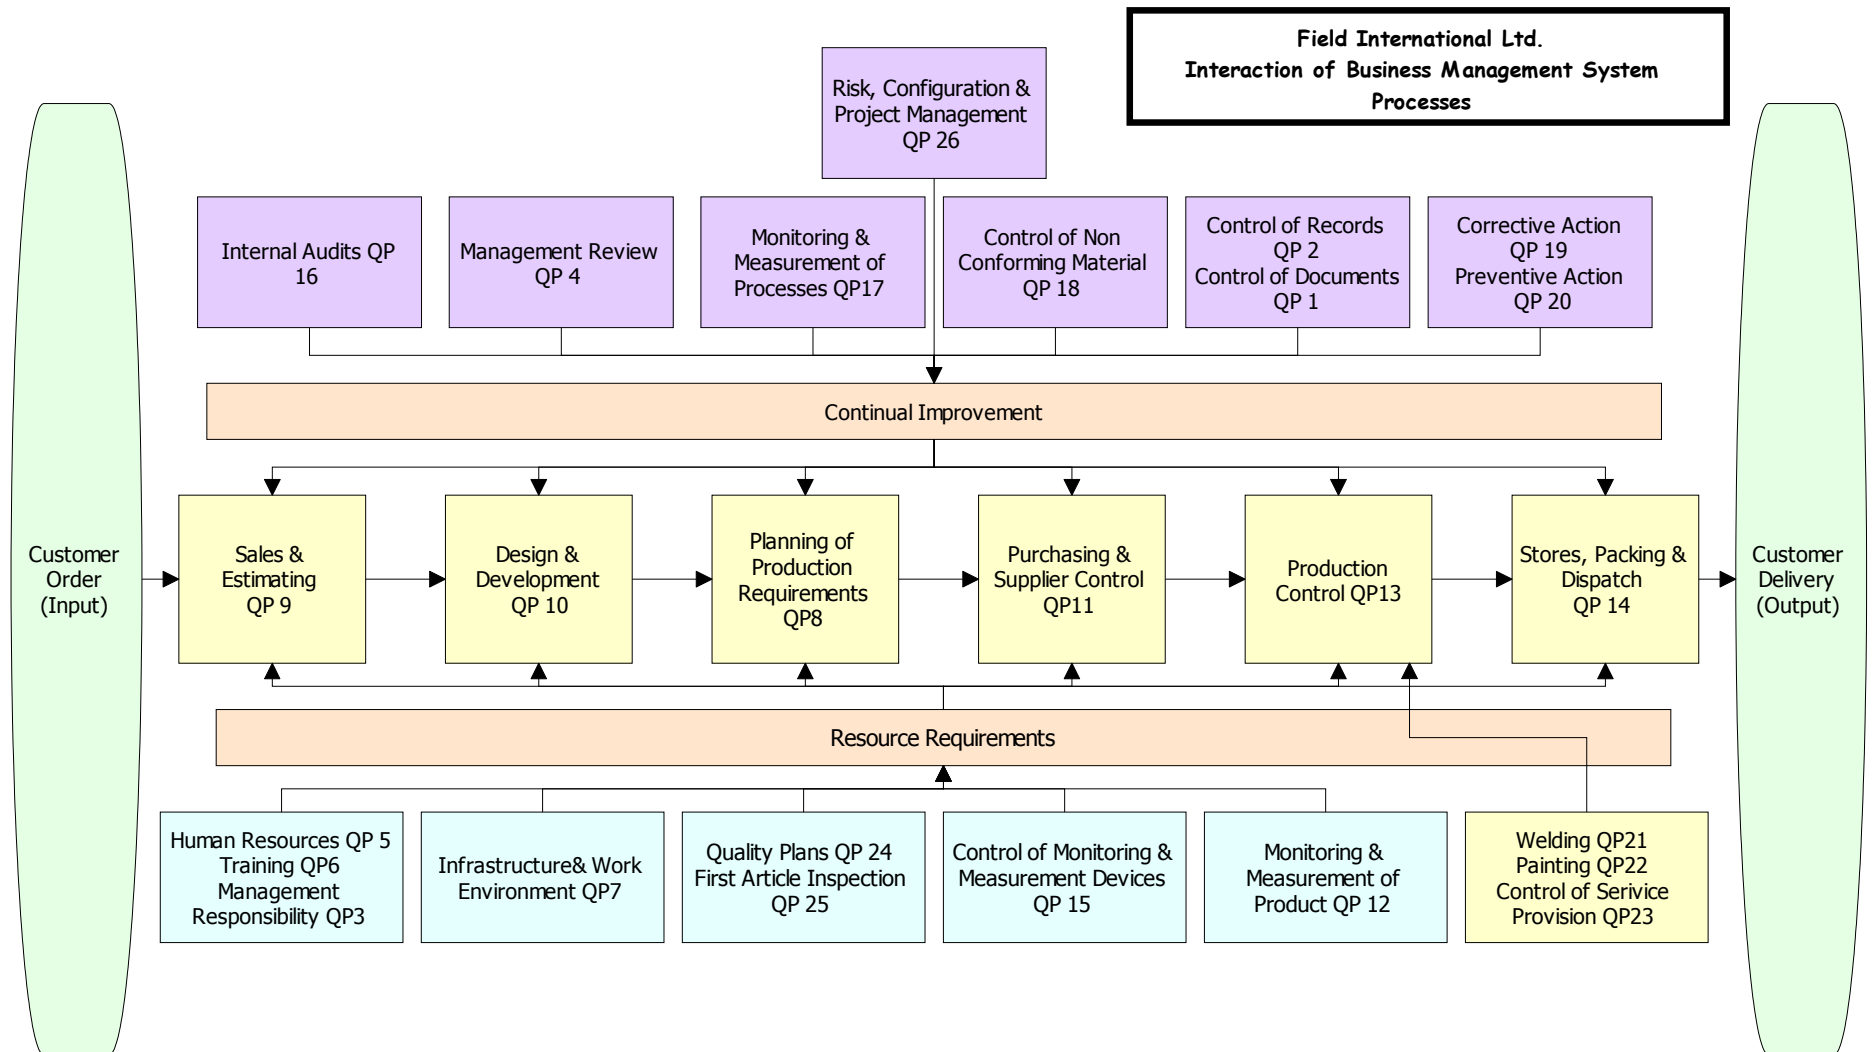 Field International Ltd.
Interaction of Business Management System
Processes
Risk, Configuration &
Project Management
QP 26
Internal Audits QP
16
Management Review
QP 4
Monitoring &
Measurement of
Processes QP17
Control of Non
Conforming Material
QP 18
Control of Records
QP 2
Control of Documents
QP 1
Corrective Action
QP 19
Preventive Action
QP 20
Continual Improvement
Customer
Order
(Input)
Sales &
Estimating
QP 9
Design &
Development
QP 10
Planning of
Production
Requirements
QP8
Purchasing &
Supplier Control
QP11
Production
Control QP13
Stores, Packing &
Dispatch
QP 14
Customer
Delivery
(Output)
Resource Requirements
Human Resources QP 5
Training QP6
Management
Responsibility QP3
Infrastructure& Work
Environment QP7
Quality Plans QP 24
First Article Inspection
QP 25
Control of Monitoring &
Measurement Devices
QP 15
Monitoring &
Measurement of
Product QP 12
Welding QP21
Painting QP22
Control of Serivice
Provision QP23